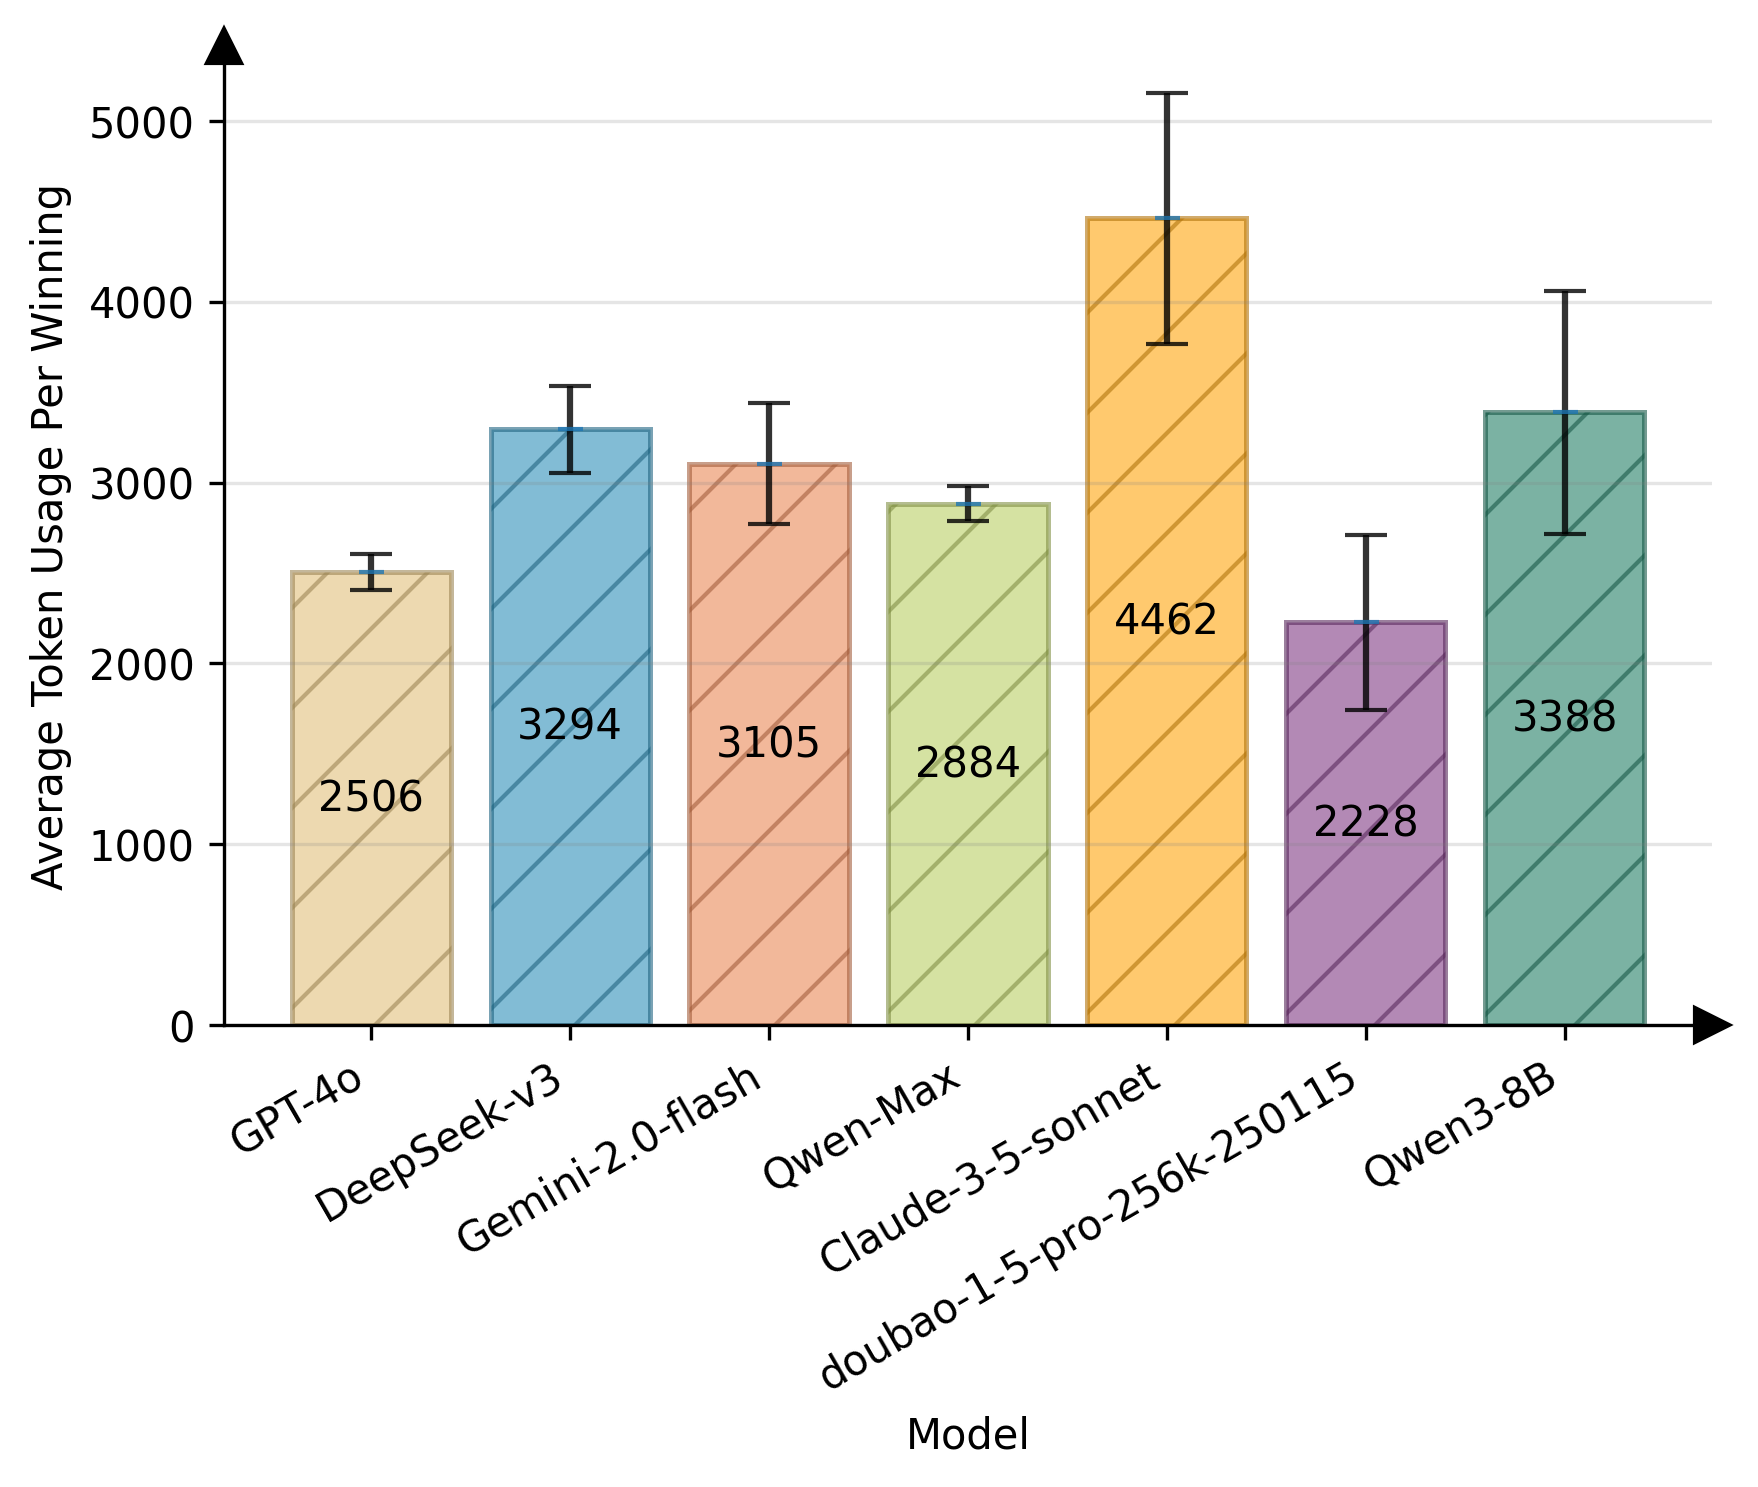 Average Token Usage Per Winning
5000
4000
3000
2000
1000
0
2506
3294
3105
2884
4462
2228
3388
GPT-4o
DeepSeek-v3
Gemini-2.0-flash
Qwen-Max
Claude-3-5-sonnet
doubao-1-5-pro-256k-250115
Qwen3-8B
Model